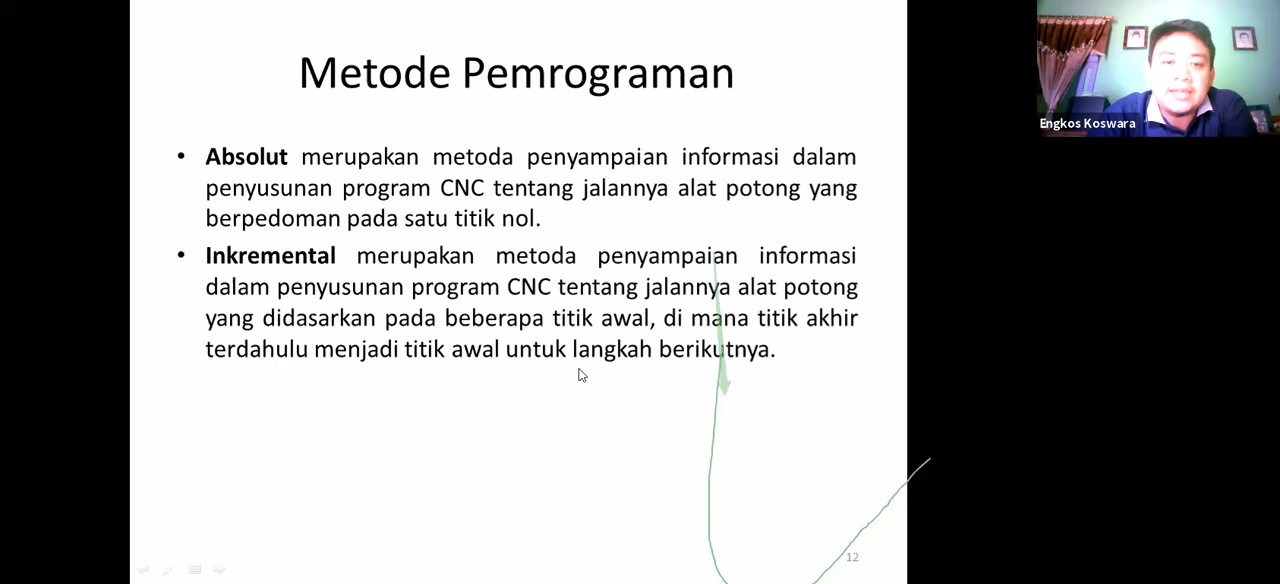 Metode Pemrograman
• Absolut merupakan metoda penyampaian informasi dalam
penyusunan program CNC tentang jalannya alat potong yang
berpedoman pada satu titik nol.
• Inkremental merupakan metoda penyampaian informasi
dalam penyusunan program CNC tentang jalannya alat potong
yang didasarkan pada beberapa titik awal, di mana titik akhir
terdahulu menjadi titik awal untuk langkah berikutnya.
12
Engkos Koswara